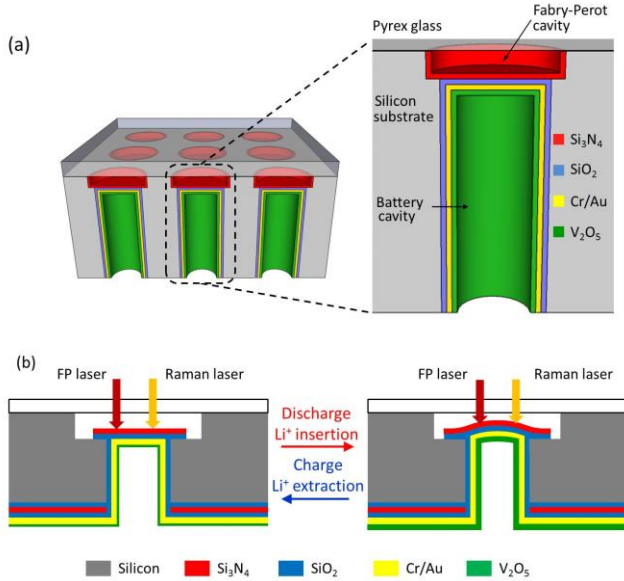 (a)
Pyrex glass
Fabry-Perot
cavity
Silicon
substrate
Battery
cavity
Si₃N₄
SiO₂
Cr/Au
V₂O₅
(b)
FP laser
Raman laser
Discharge
Li⁺ insertion
Charge
Li⁺ extraction
FP laser
Raman laser
Silicon
Si₃N₄
SiO₂
Cr/Au
V₂O₅